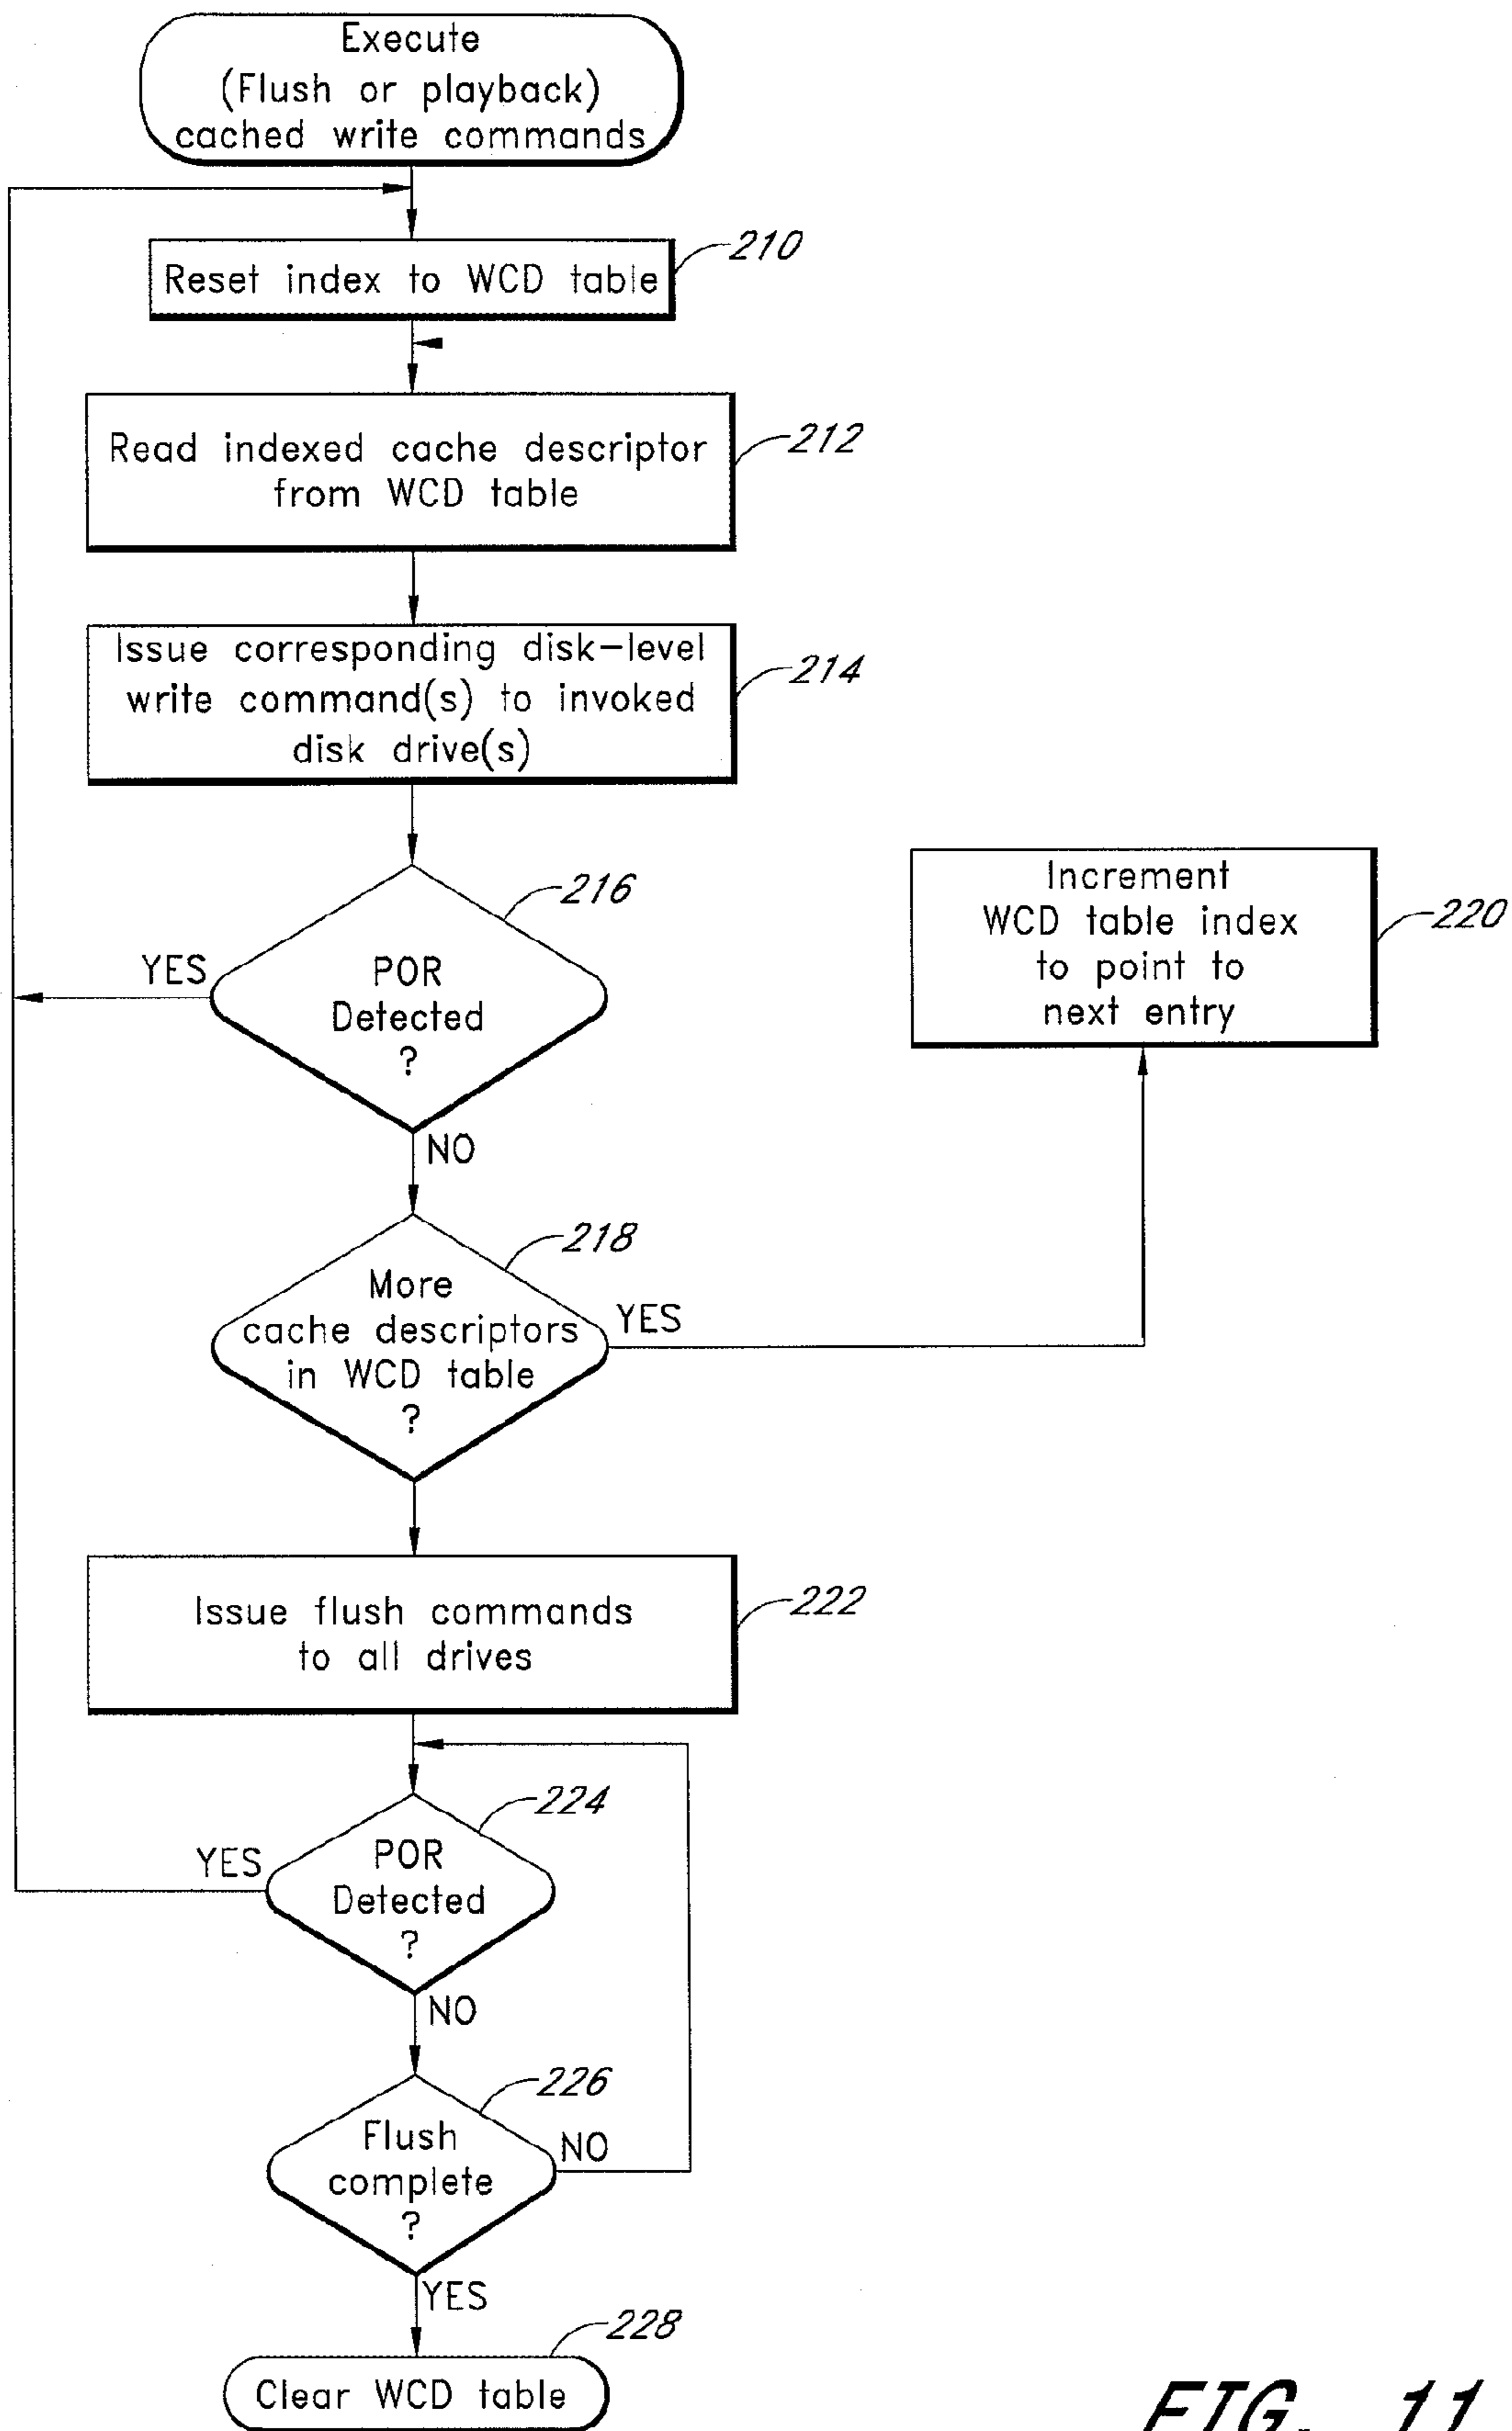 Execute
(Flush or playback)
cached write commands
210
Reset index to WCD table
Read indexed cache descriptor
from WCD table
212
Issue corresponding disk-level
write command(s) to invoked
disk drive(s)
214
216
YES
POR
Detected
?
NO
Increment
WCD table index
to point to
next entry
220
218
More
cache descriptors
in WCD table
?
YES
Issue flush commands
to all drives
222
224
YES
POR
Detected
?
NO
226
Flush
complete
?
NO
YES
228
Clear WCD table
FIG. 11